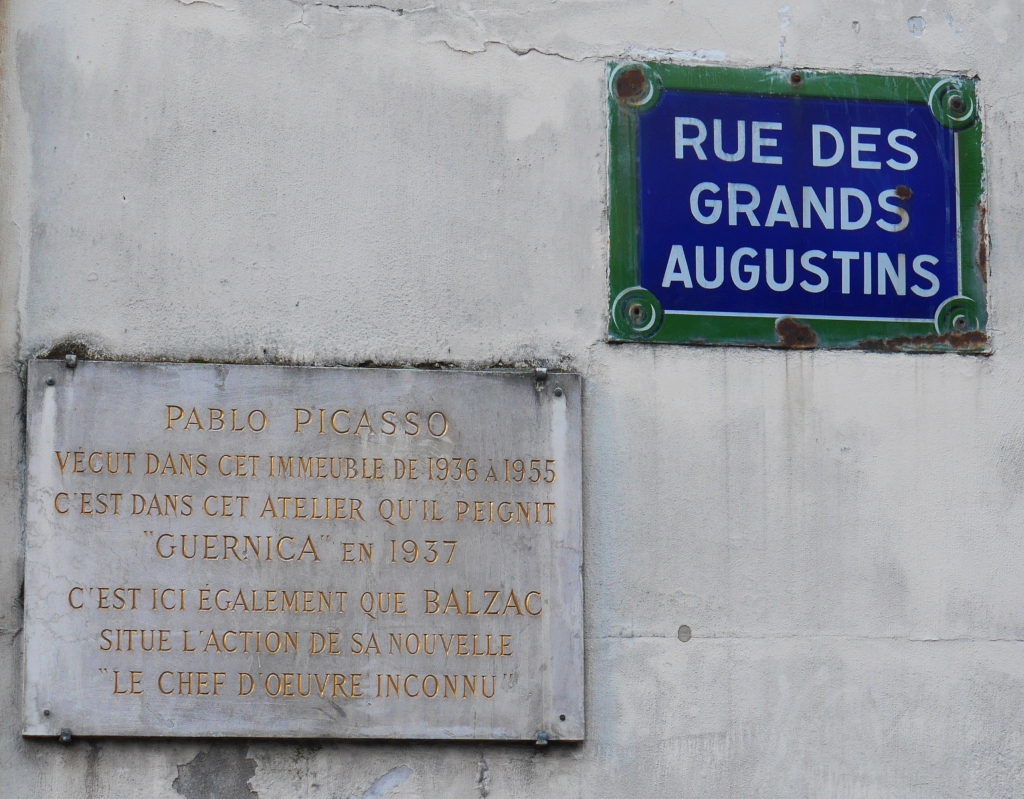 RUE DES
GRANDS
AUGUSTINS
PABLO PICASSO
VÉCUT DANS CET IMMEUBLE DE 1936 À 1955
C'EST DANS CET ATELIER QU'IL PEIGNIT
"GUERNICA" EN 1937
C'EST ICI ÉGALEMENT QUE BALZAC
SITUE L'ACTION DE SA NOUVELLE
"LE CHEF D'OEUVRE INCONNU"